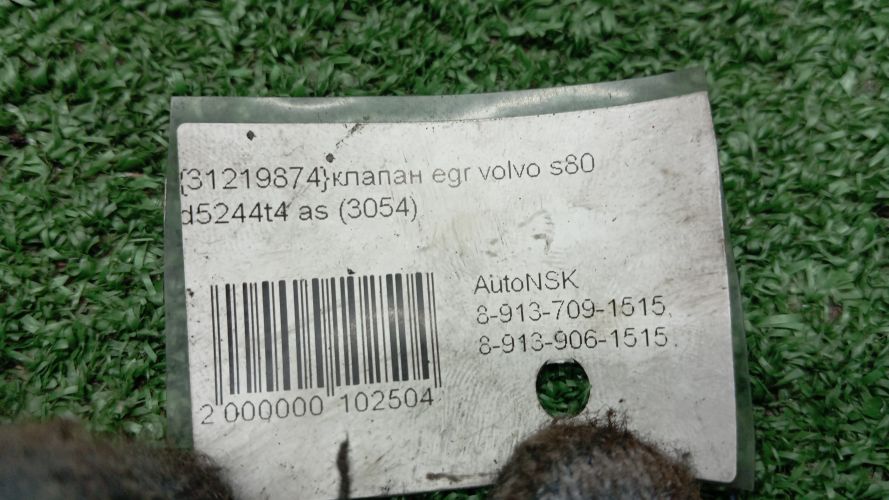 {31219874}клапан egr volvo s80
d5244t4 as (3054)
AutoNSK
8-913-709-1515,
8-913-906-1515.
2 000000 102504